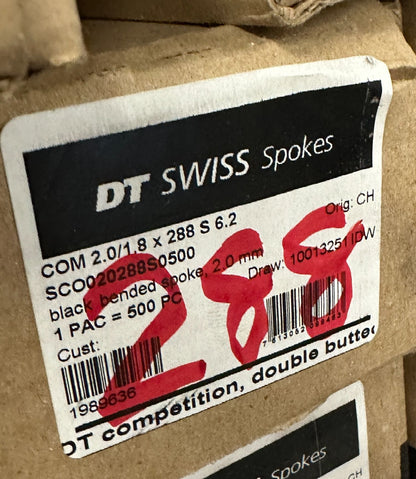 DT SWISS Spokes
COM 2.0/1.8 x 288 S 6.2
SCO020288S0500 Orig: CH
black bended spoke, 2.0 mm
1 PAC = 500 PC Draw: 10013251IDW
Cust:
288
1989636
DT competition, double butted
Spokes
CH